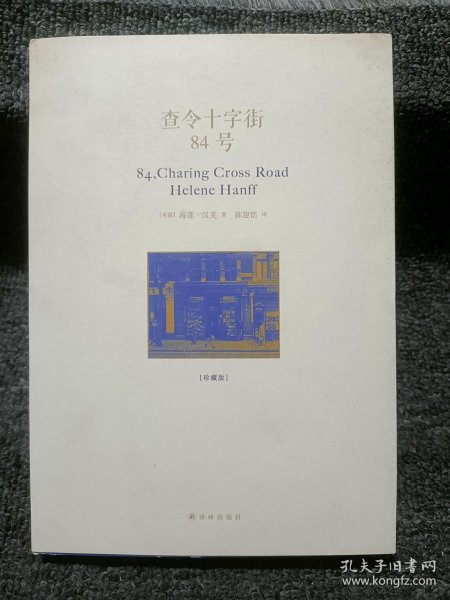 查令十字街
84号
84,Charing Cross Road
Helene Hanff
[美国] 海莲·汉芙 著 陈建铭 译
[珍藏版]
译林出版社
孔夫子旧书网
www.kongfz.com